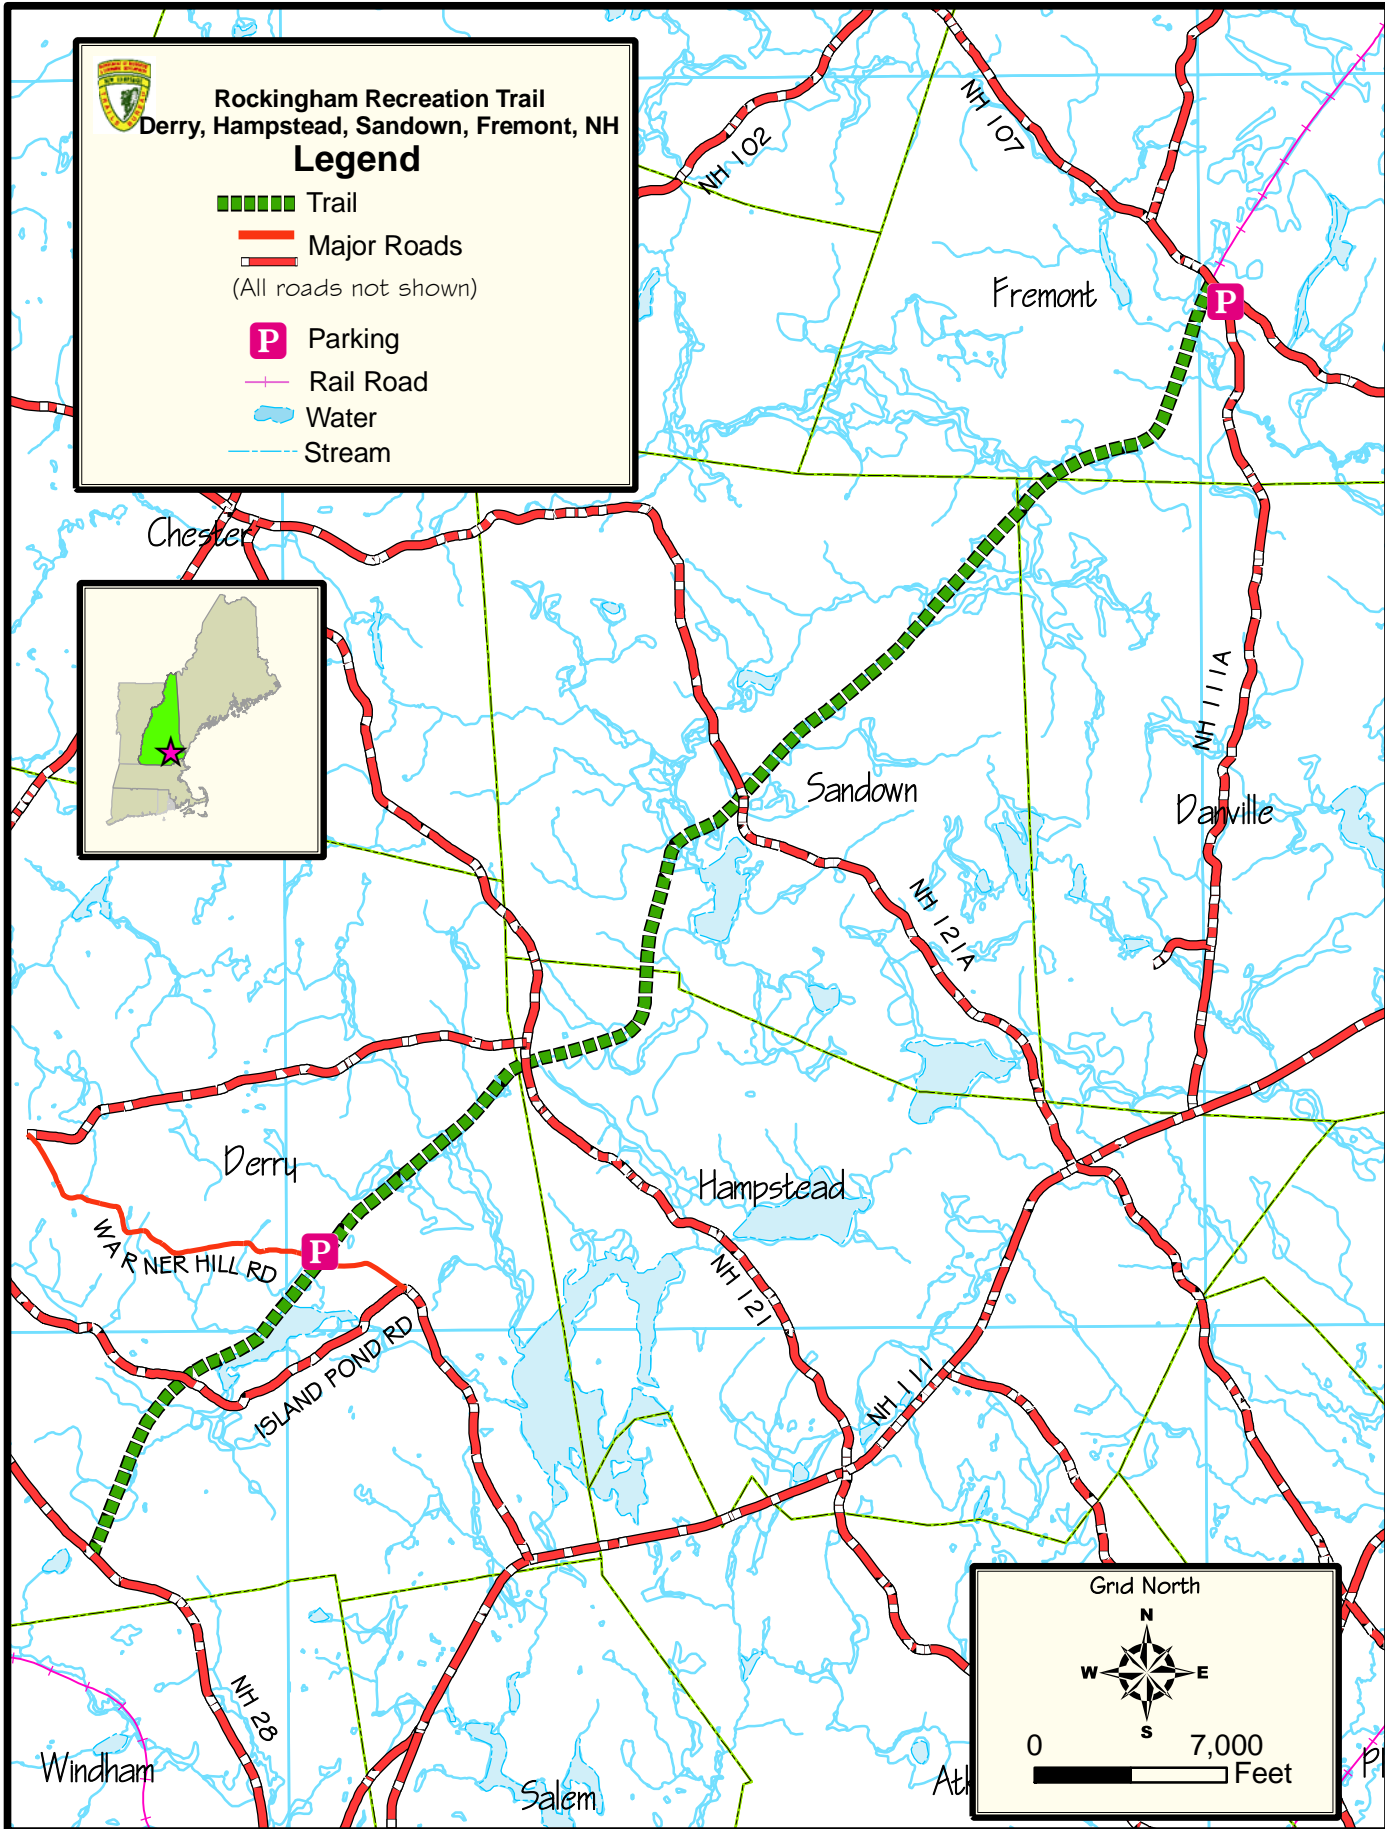 Rockingham Recreation Trail
Derry, Hampstead, Sandown, Fremont, NH
Legend
Trail
Major Roads
(All roads not shown)
P
Parking
Rail Road
Water
Stream
NH 102
NH 107
Fremont
P
Chester
NH 111A
Sandown
Danville
NH 121A
Derry
Hampstead
WARNER HILL RD
P
NH 121
ISLAND POND RD
NH 111
NH 28
Windham
Salem
Atk
Pl
Grid North
N
W
E
S
0
7,000
Feet